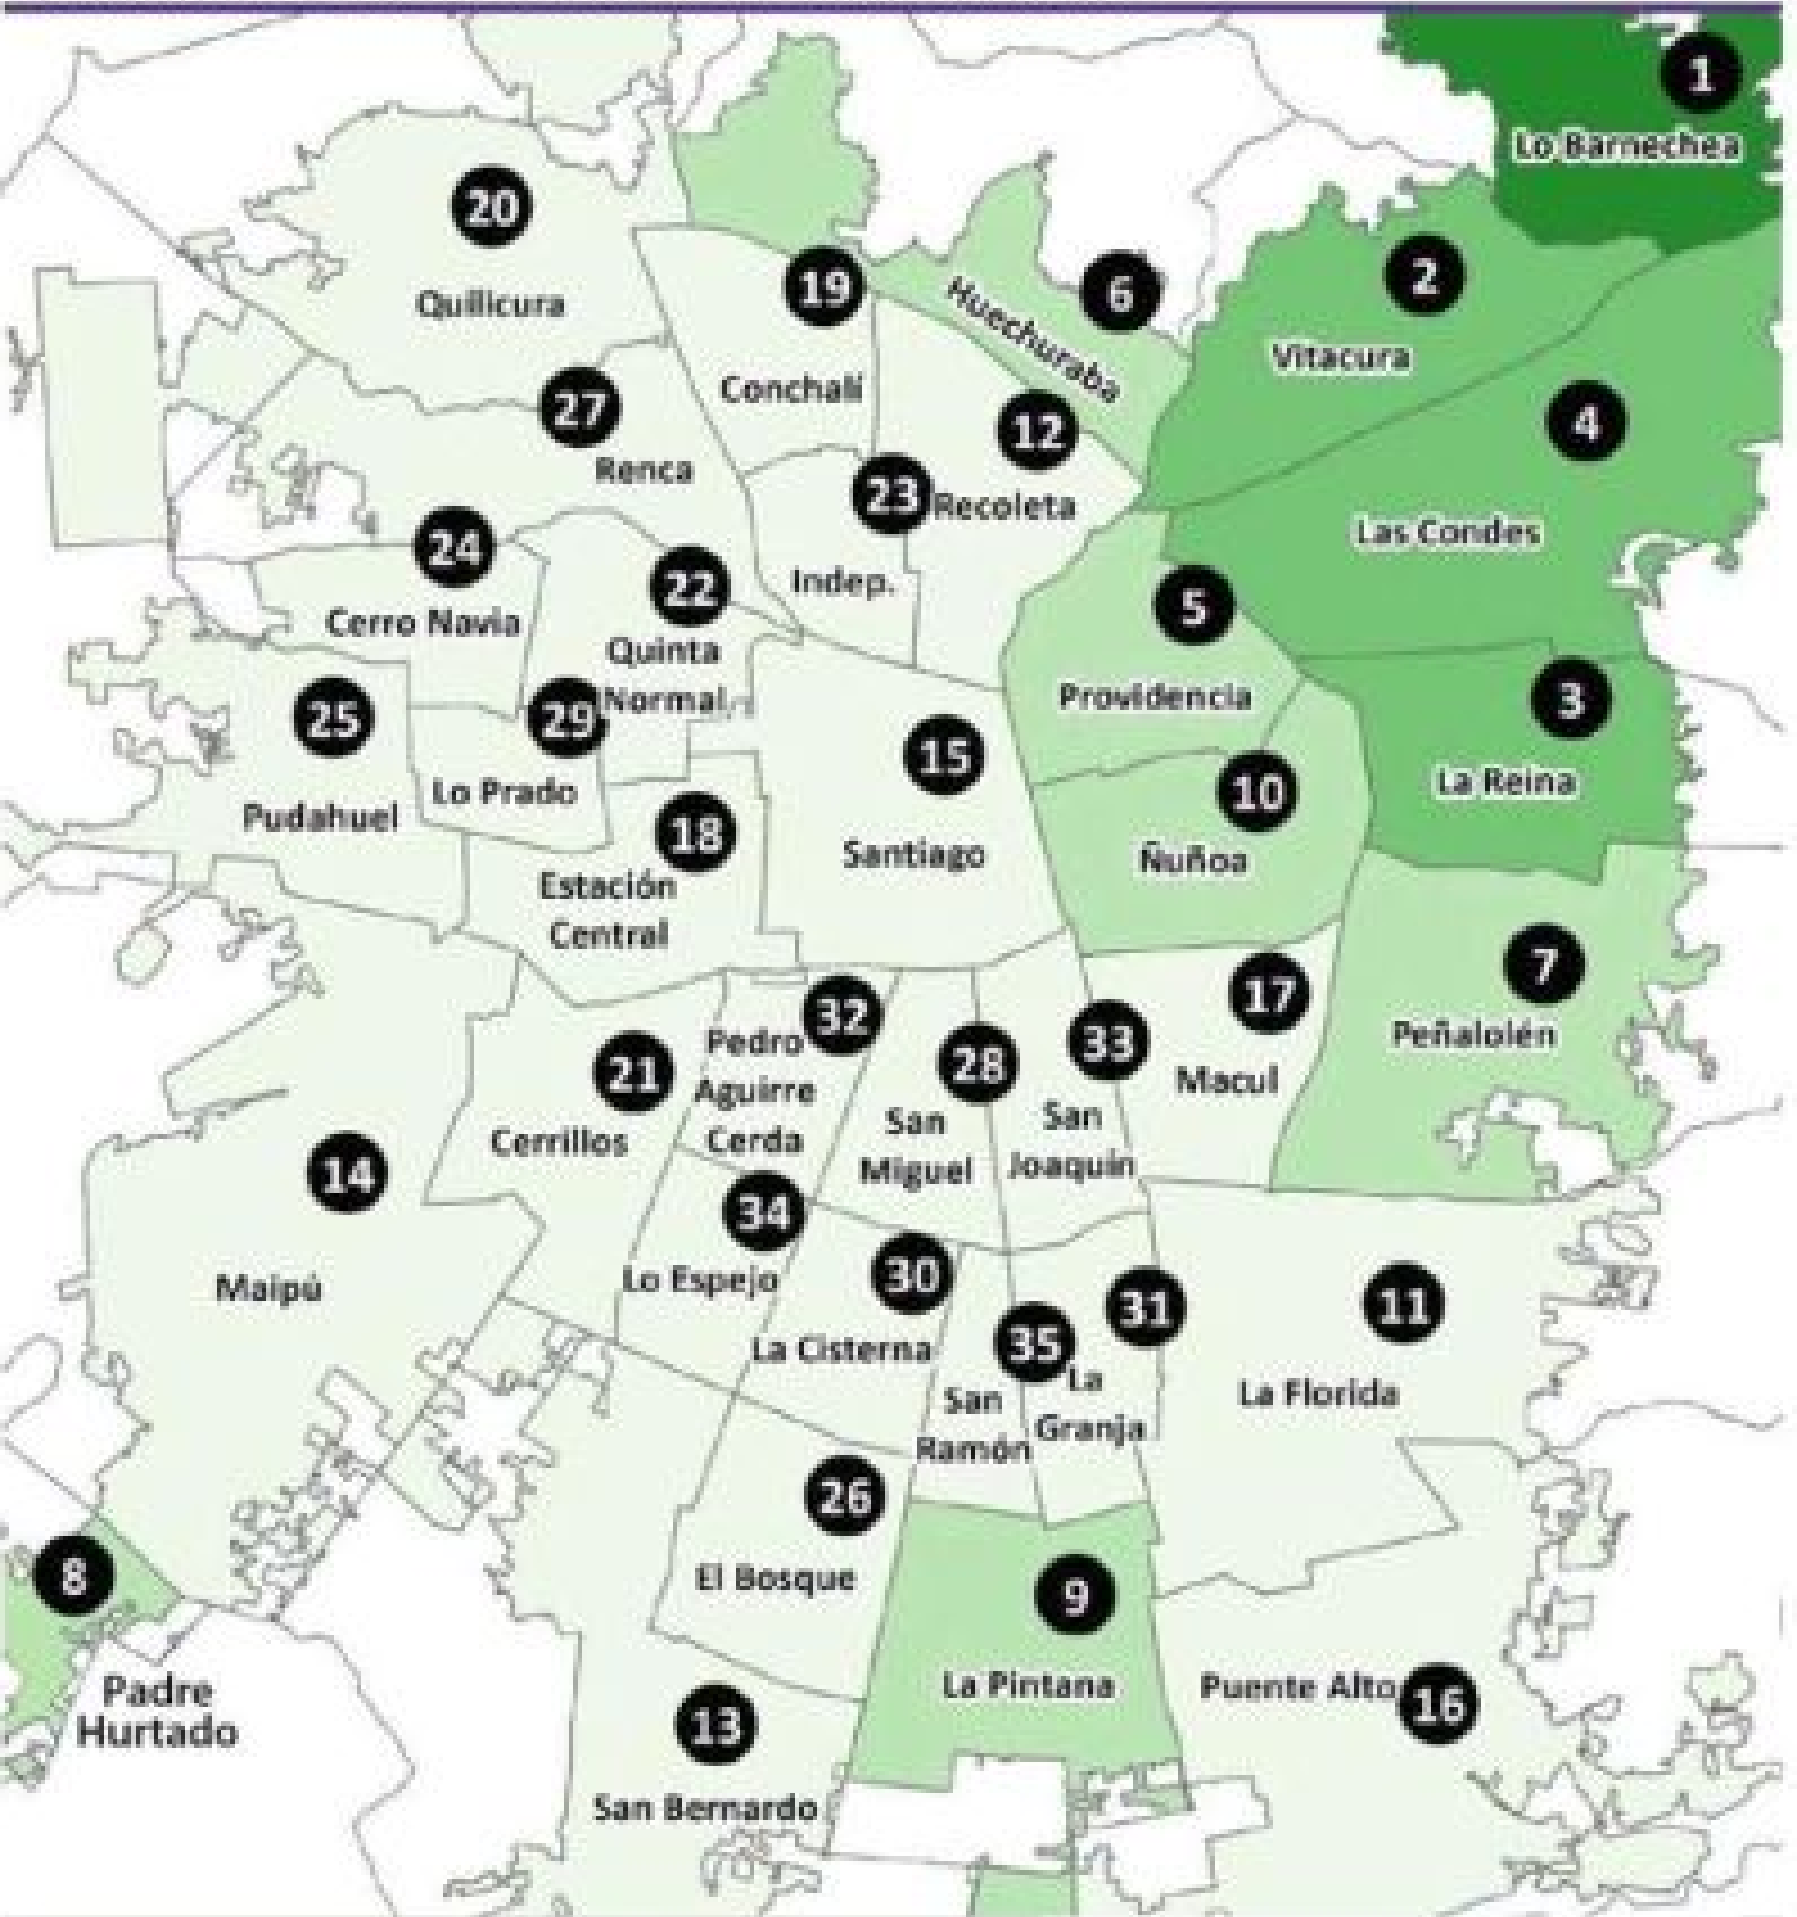 1
Lo Barnechea
20
Quilicura
19
Conchalí
Huechuraba
6
2
Vitacura
4
Las Condes
27
Renca
12
Recoleta
23
Indep.
24
Cerro Navia
22
Quinta
Normal
5
Providencia
3
La Reina
25
Pudahuel
29
Lo Prado
15
Santiago
10
Ñuñoa
18
Estación
Central
7
Peñalolén
17
Macul
32
Pedro
Aguirre
Cerda
28
San
Miguel
33
San
Joaquín
21
Cerrillos
14
Maipú
34
Lo Espejo
30
La Cisterna
35
San
Ramón
31
La
Granja
11
La Florida
26
El Bosque
8
Padre
Hurtado
9
La Pintana
16
Puente Alto
13
San Bernardo